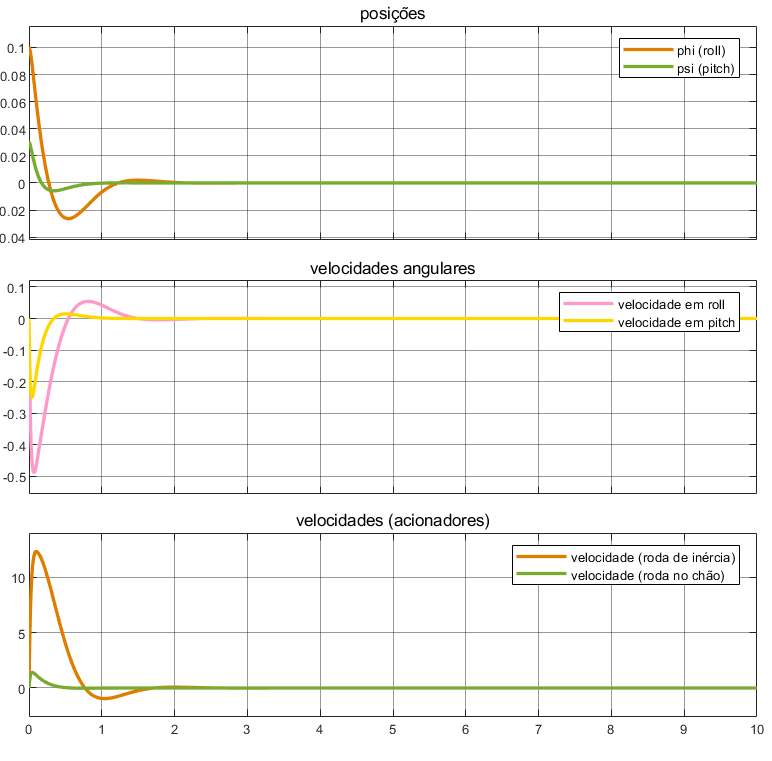 posições
0.1
0.08
0.06
0.04
0.02
0
0.02
0.04
phi (roll)
psi (pitch)
velocidades angulares
0.1
0
-0.1
-0.2
-0.3
-0.4
-0.5
velocidade em roll
velocidade em pitch
velocidades (acionadores)
10
5
0
velocidade (roda de inércia)
velocidade (roda no chão)
0 1 2 3 4 5 6 7 8 9 10